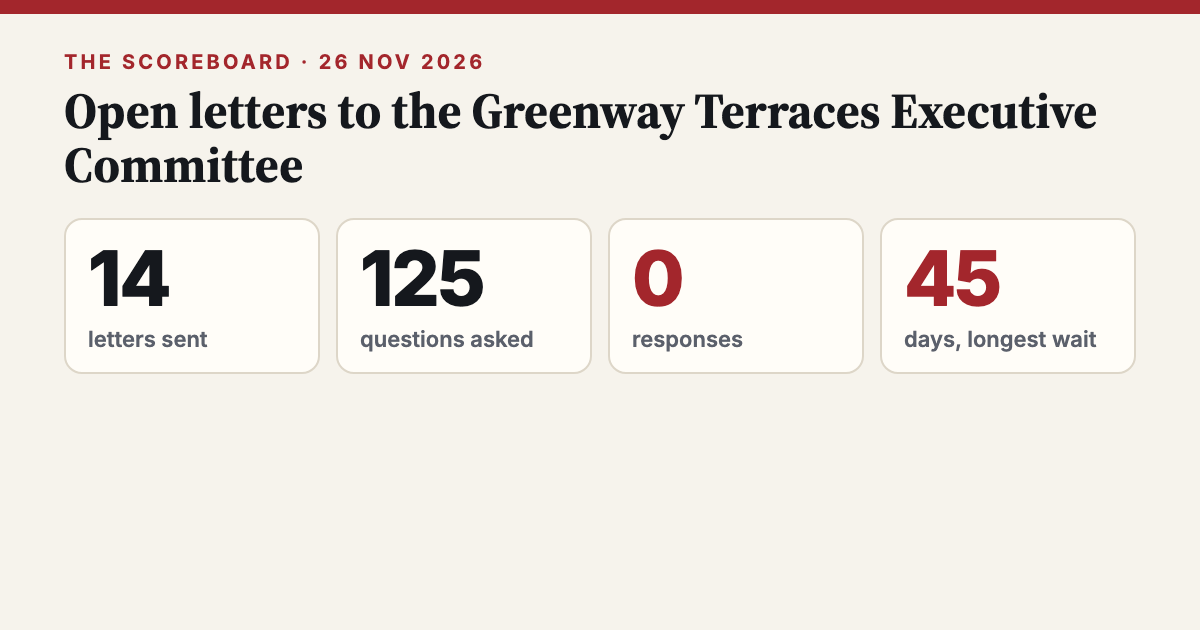 THE SCOREBOARD · 26 NOV 2026
Open letters to the Greenway Terraces Executive
Committee
14
letters sent
125
questions asked
0
responses
45
days, longest wait